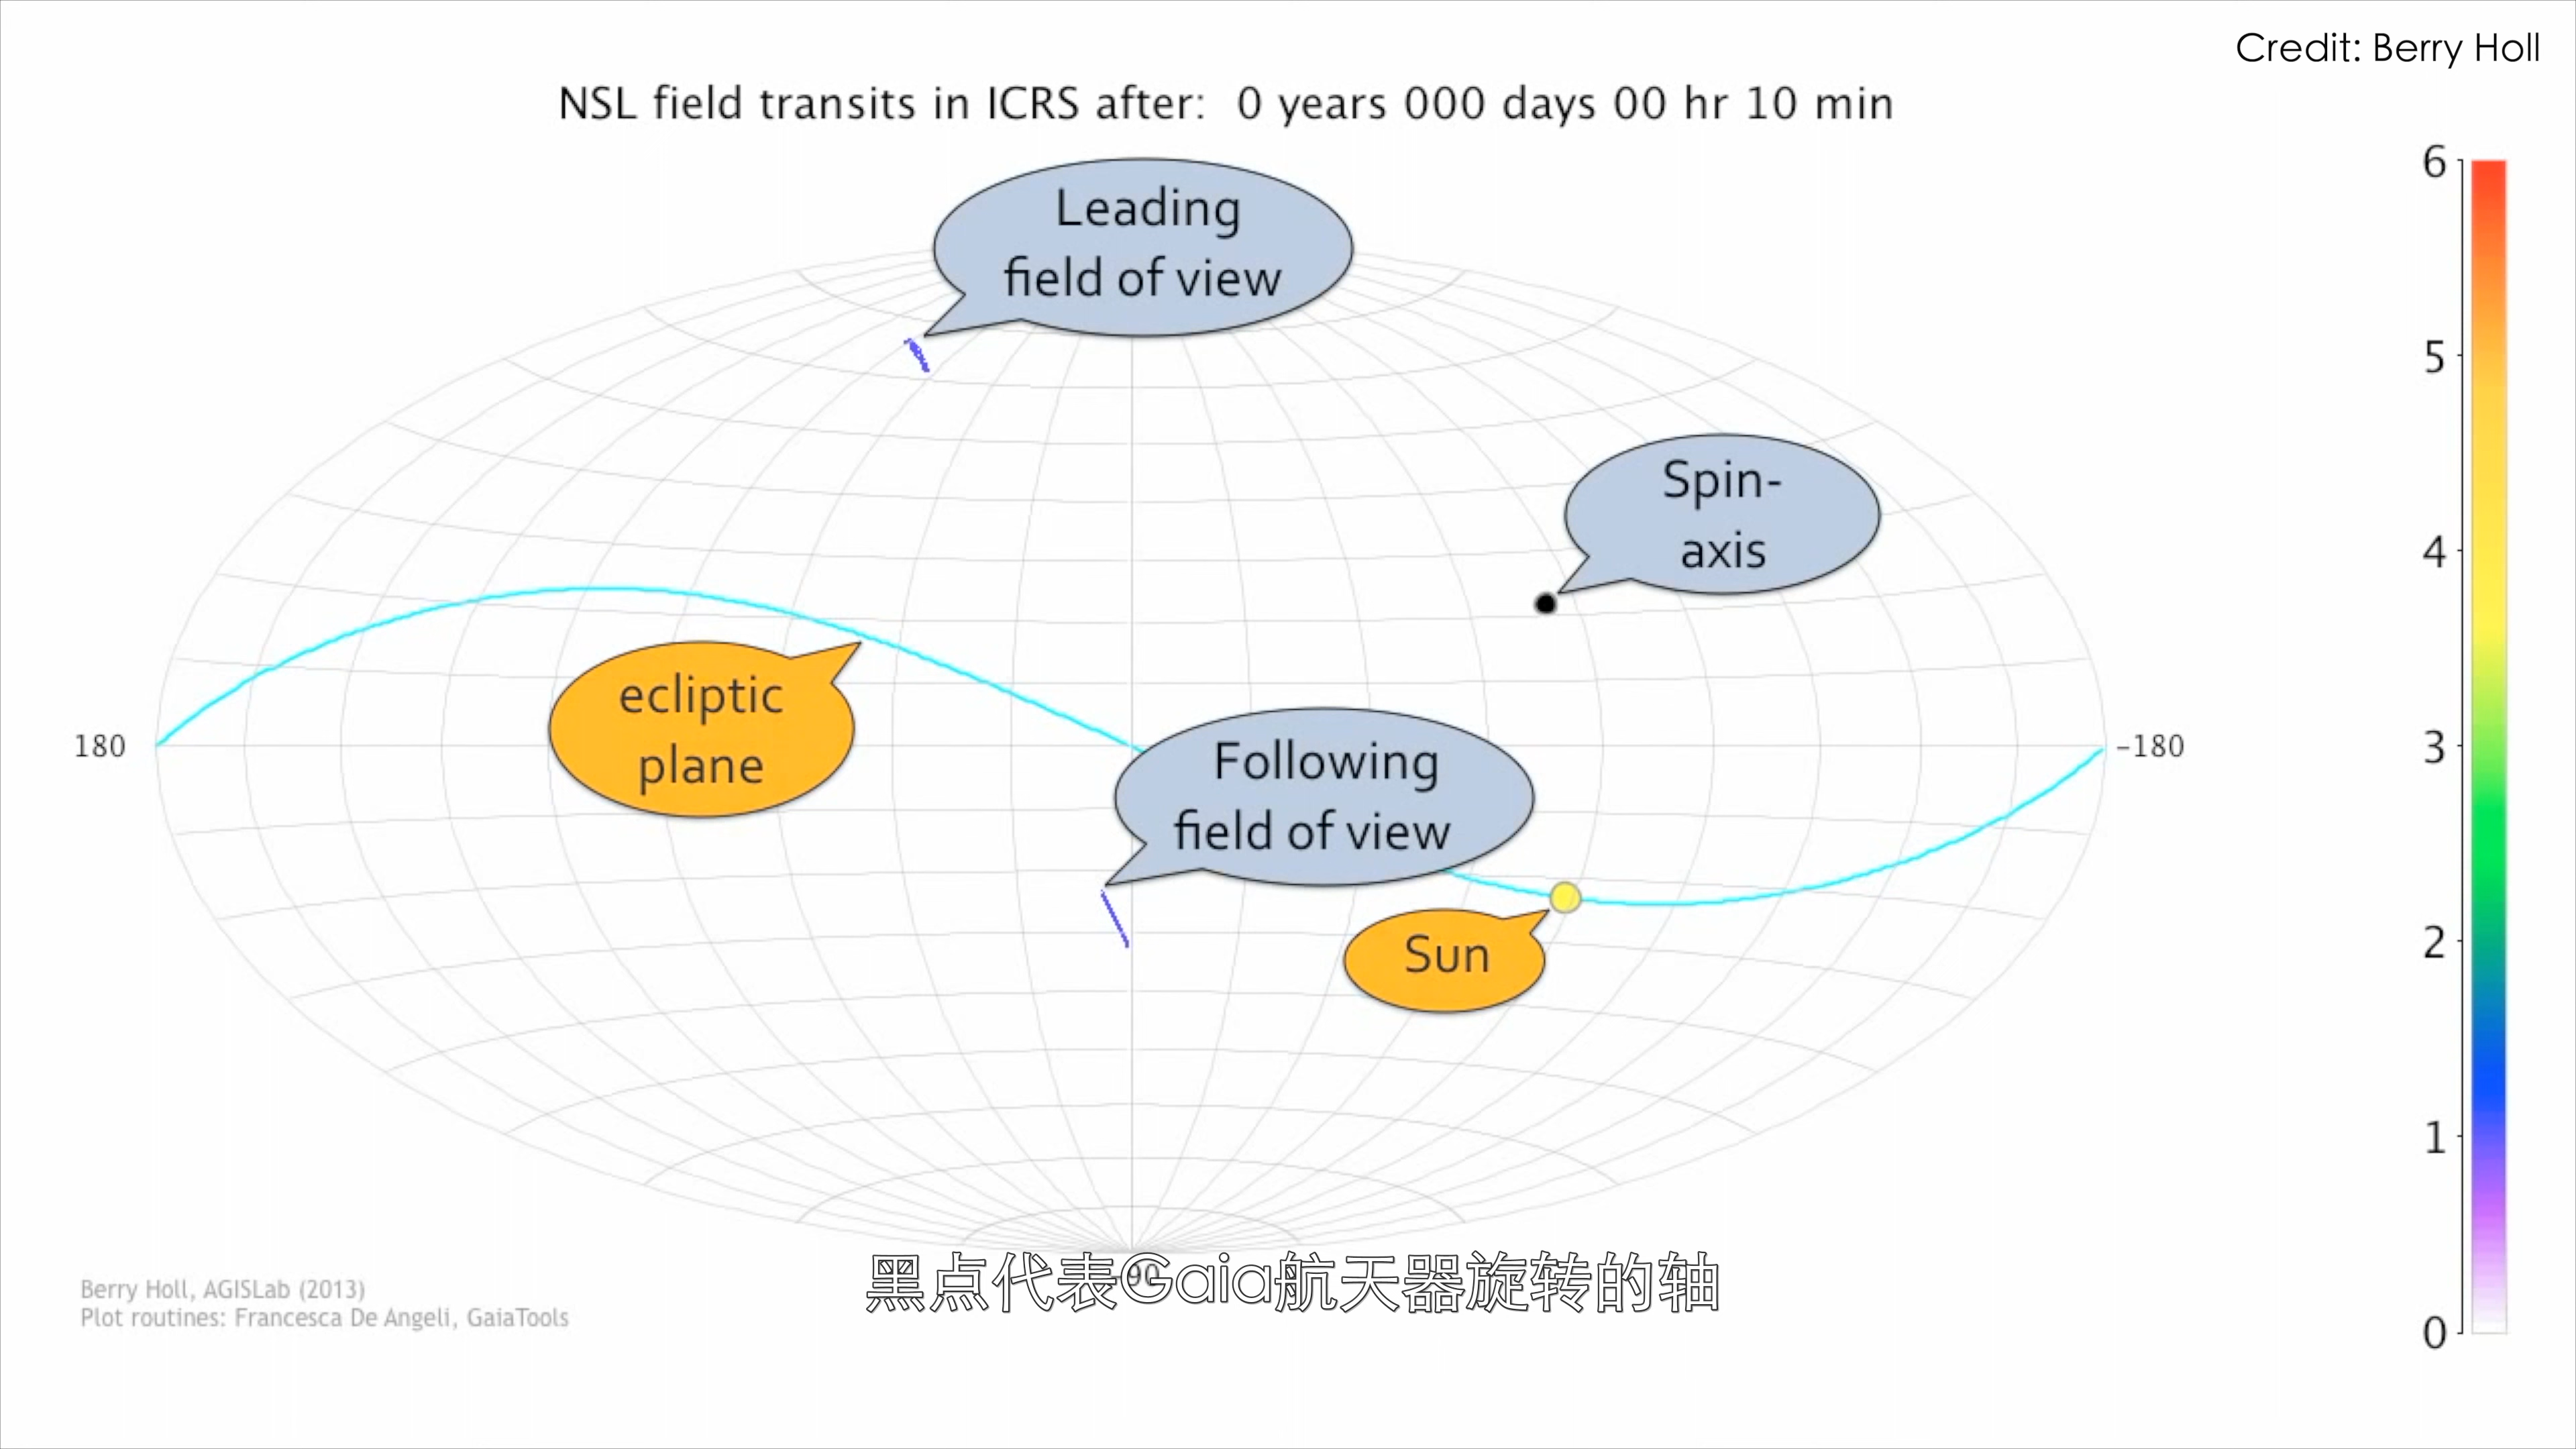 Credit: Berry Holl
NSL field transits in ICRS after: 0 years 000 days 00 hr 10 min
Leading
field of view
Spin-
axis
ecliptic
plane
Following
field of view
Sun
180
-180
-90
6
5
4
3
2
1
0
黑点代表Gaia航天器旋转的轴
Berry Holl, AGISLab (2013)
Plot routines: Francesca De Angeli, GaiaTools